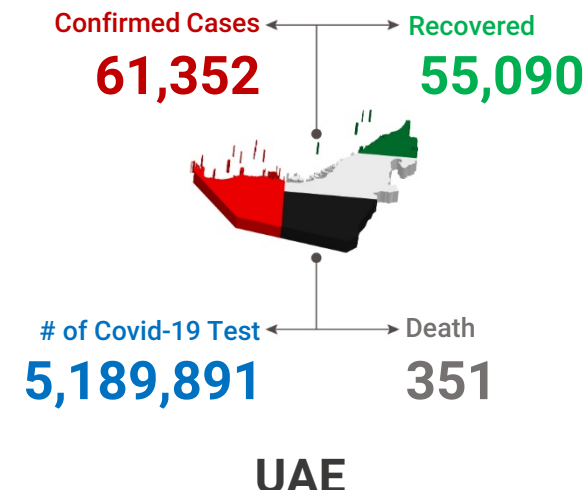 Confirmed Cases
Recovered
61,352
55,090
# of Covid-19 Test
Death
5,189,891
351
UAE